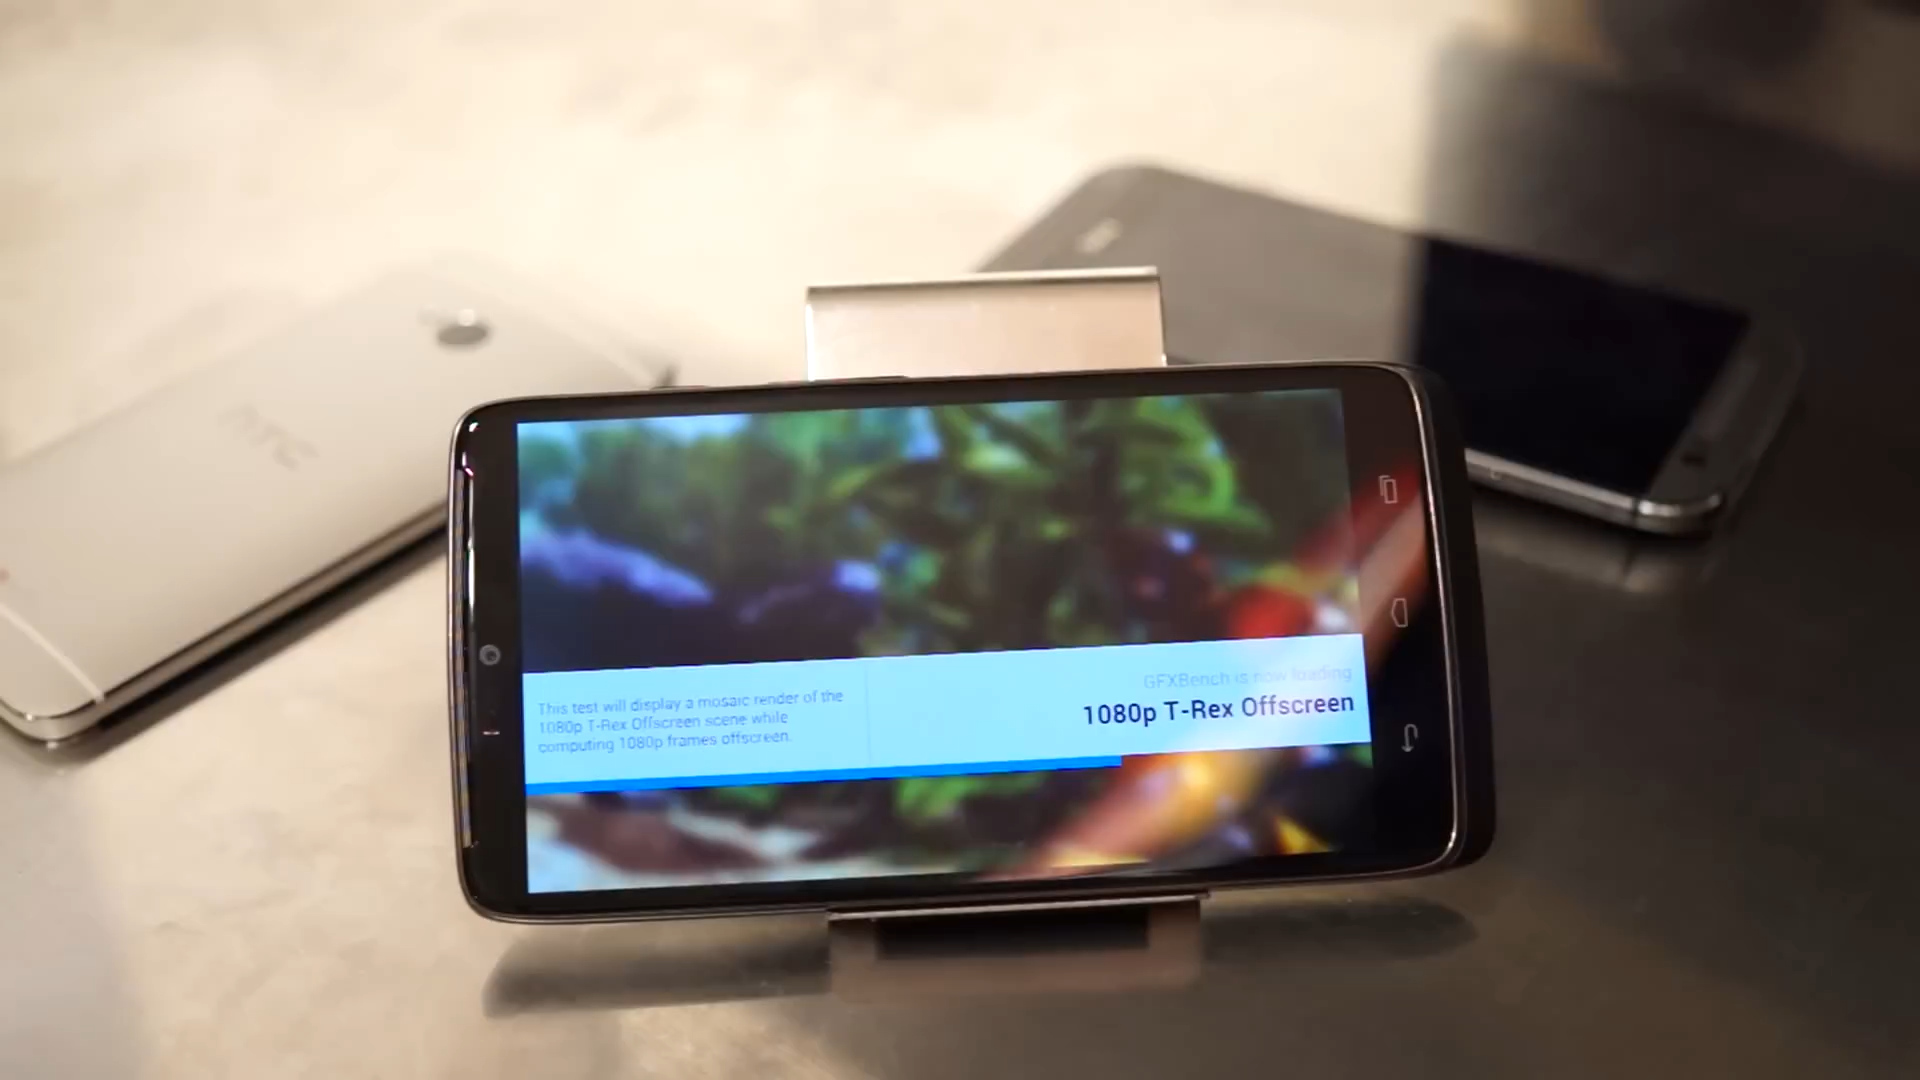 hTC
This test will display a mosaic render of the
1080p T-Rex Offscreen scene while
computing 1080p frames offscreen.
GFXBench is now loading
1080p T-Rex Offscreen